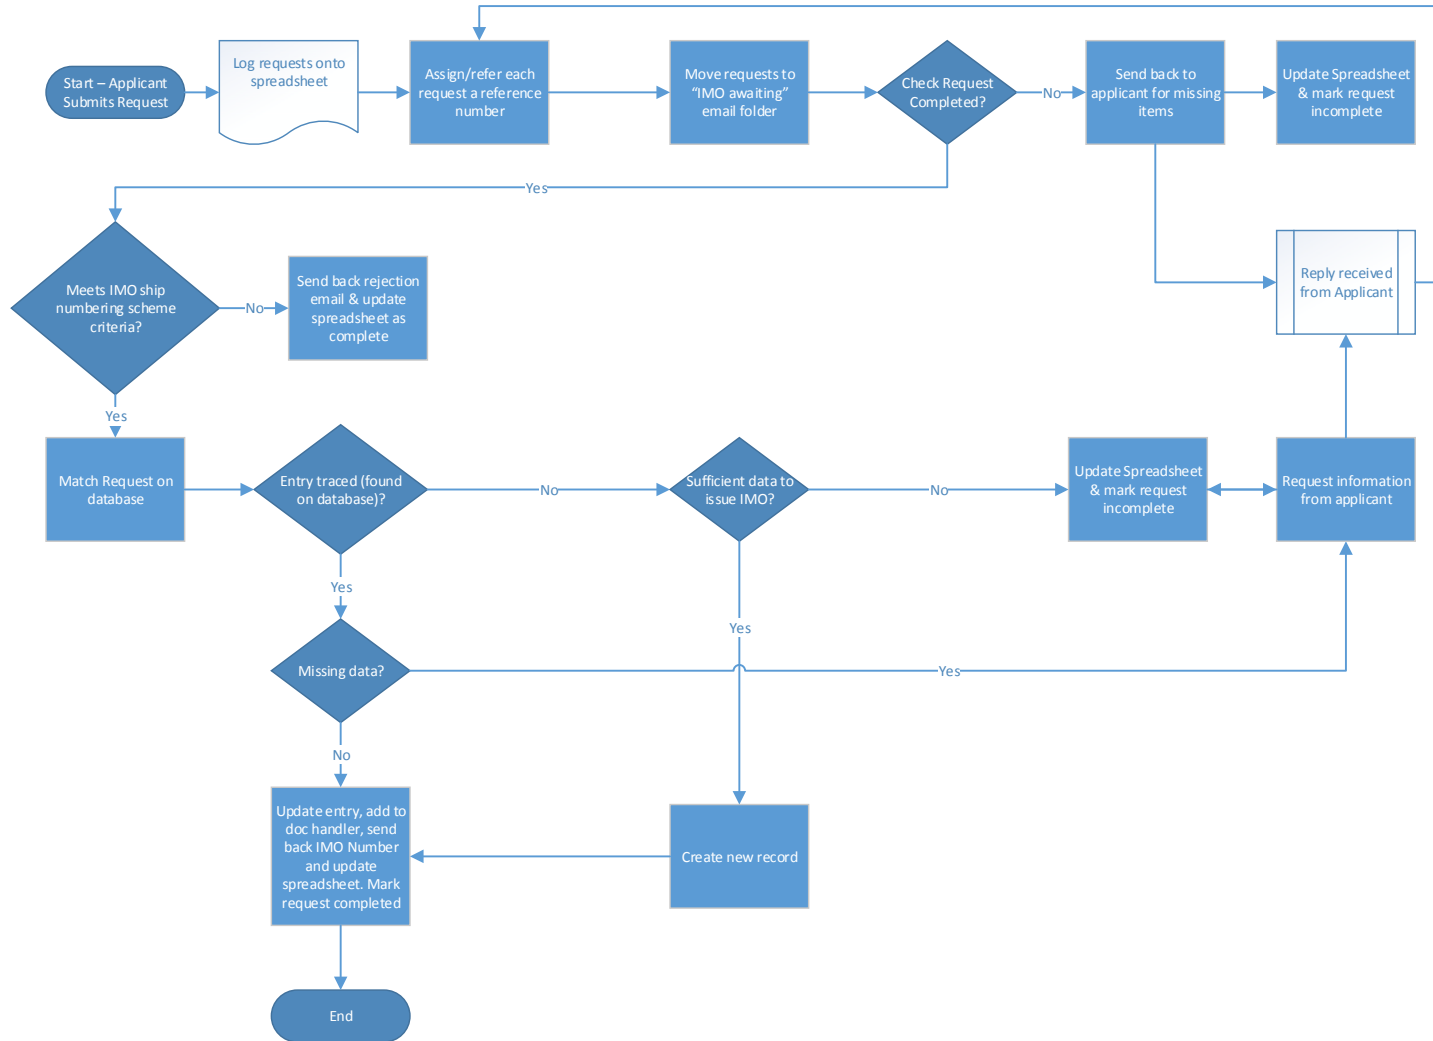 Start – Applicant
Submits Request
Log requests onto
spreadsheet
Assign/refer each
request a reference
number
Move requests to
“IMO awaiting”
email folder
Check Request
Completed?
No
Send back to
applicant for missing
items
Update Spreadsheet
& mark request
incomplete
Yes
Meets IMO ship
numbering scheme
criteria?
No
Send back rejection
email & update
spreadsheet as
complete
Reply received
from Applicant
Yes
Match Request on
database
Entry traced (found
on database)?
No
Sufficient data to
issue IMO?
No
Update Spreadsheet
& mark request
incomplete
Request information
from applicant
Yes
Yes
Missing data?
Yes
No
Update entry, add to
doc handler, send
back IMO Number
and update
spreadsheet. Mark
request completed
Create new record
End